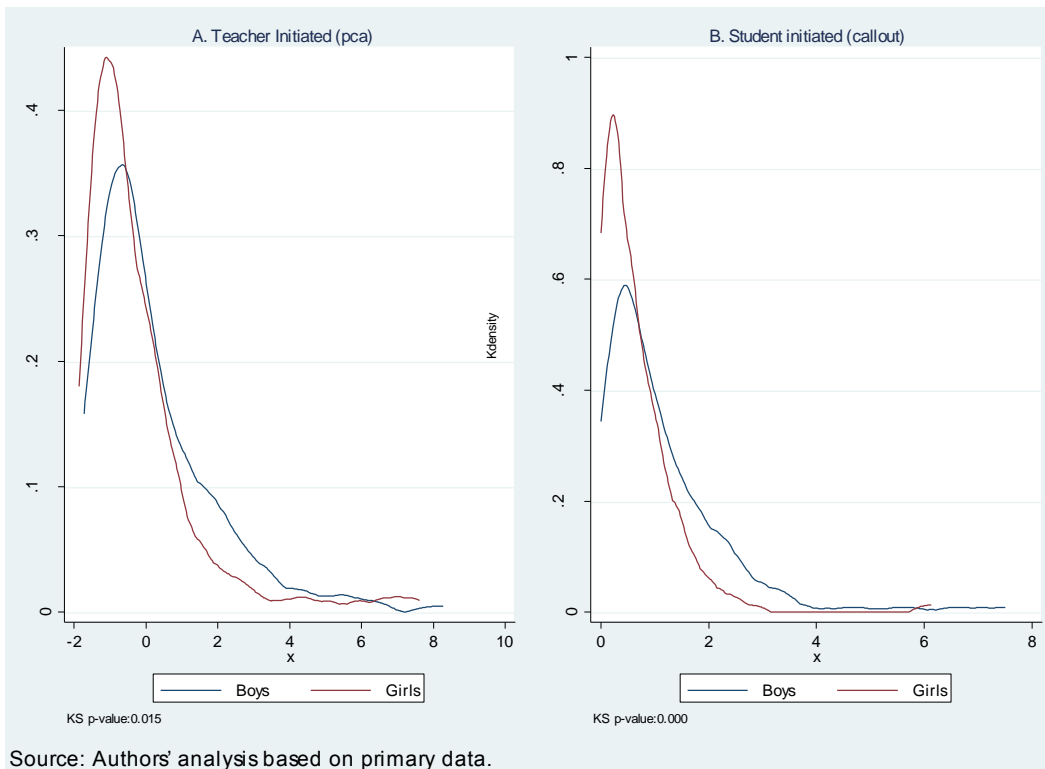 A. Teacher Initiated (pca)
.4
.3
.2
.1
0
-2 0 2 4 6 8 10
x
Boys Girls
KS p-value:0.015
B. Student initiated (callout)
Kdensity
1
.8
.6
.4
.2
0
0 2 4 6 8
x
Boys Girls
KS p-value:0.000
Source: Authors' analysis based on primary data.